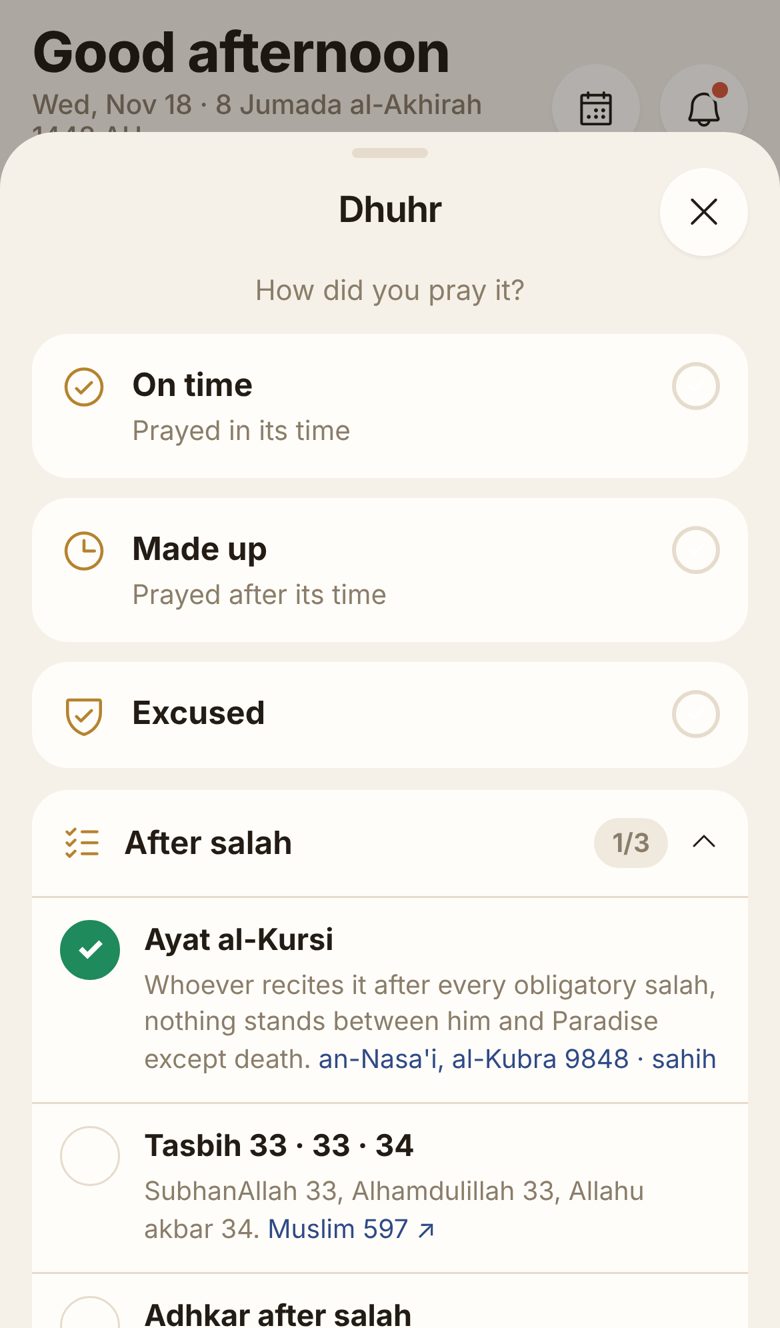 Good afternoon
Wed, Nov 18 · 8 Jumada al-Akhirah
1448 AH
Dhuhr
How did you pray it?
On time
Prayed in its time
Made up
Prayed after its time
Excused
After salah
1/3
Ayat al-Kursi
Whoever recites it after every obligatory salah,
nothing stands between him and Paradise
except death. an-Nasa'i, al-Kubra 9848 · sahih
Tasbih 33 · 33 · 34
SubhanAllah 33, Alhamdulillah 33, Allahu
akbar 34. Muslim 597 ↗
Adhkar after salah